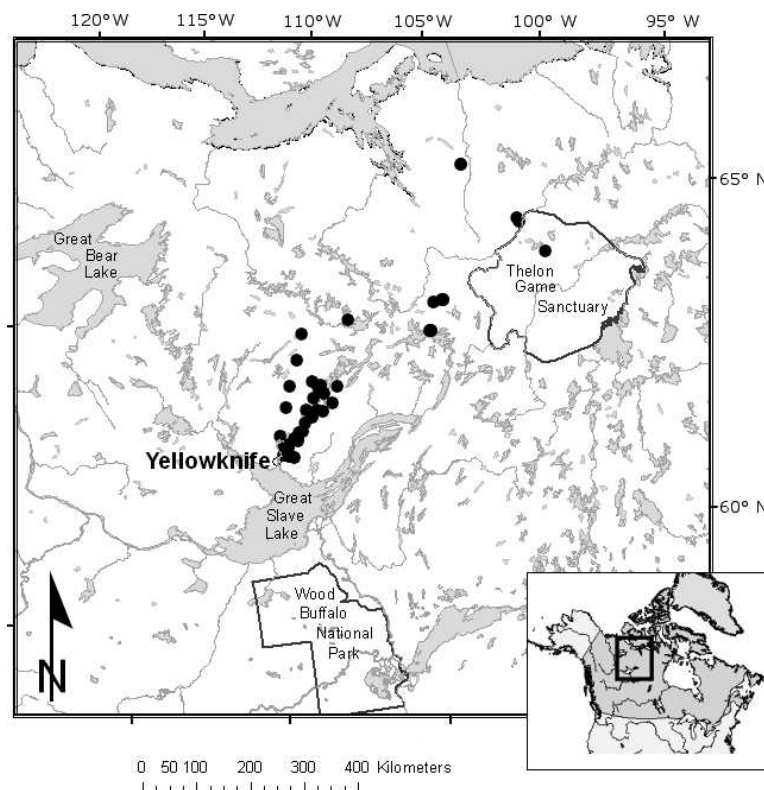 120° W 115° W 110° W 105° W 100° W 95° W
65° N
Great
Bear
Lake
Thelon
Game
Sanctuary
Yellowknife
Great
Slave
Lake
60° N
Wood
Buffalo
National
Park
N
0 50 100 200 300 400 Kilometers